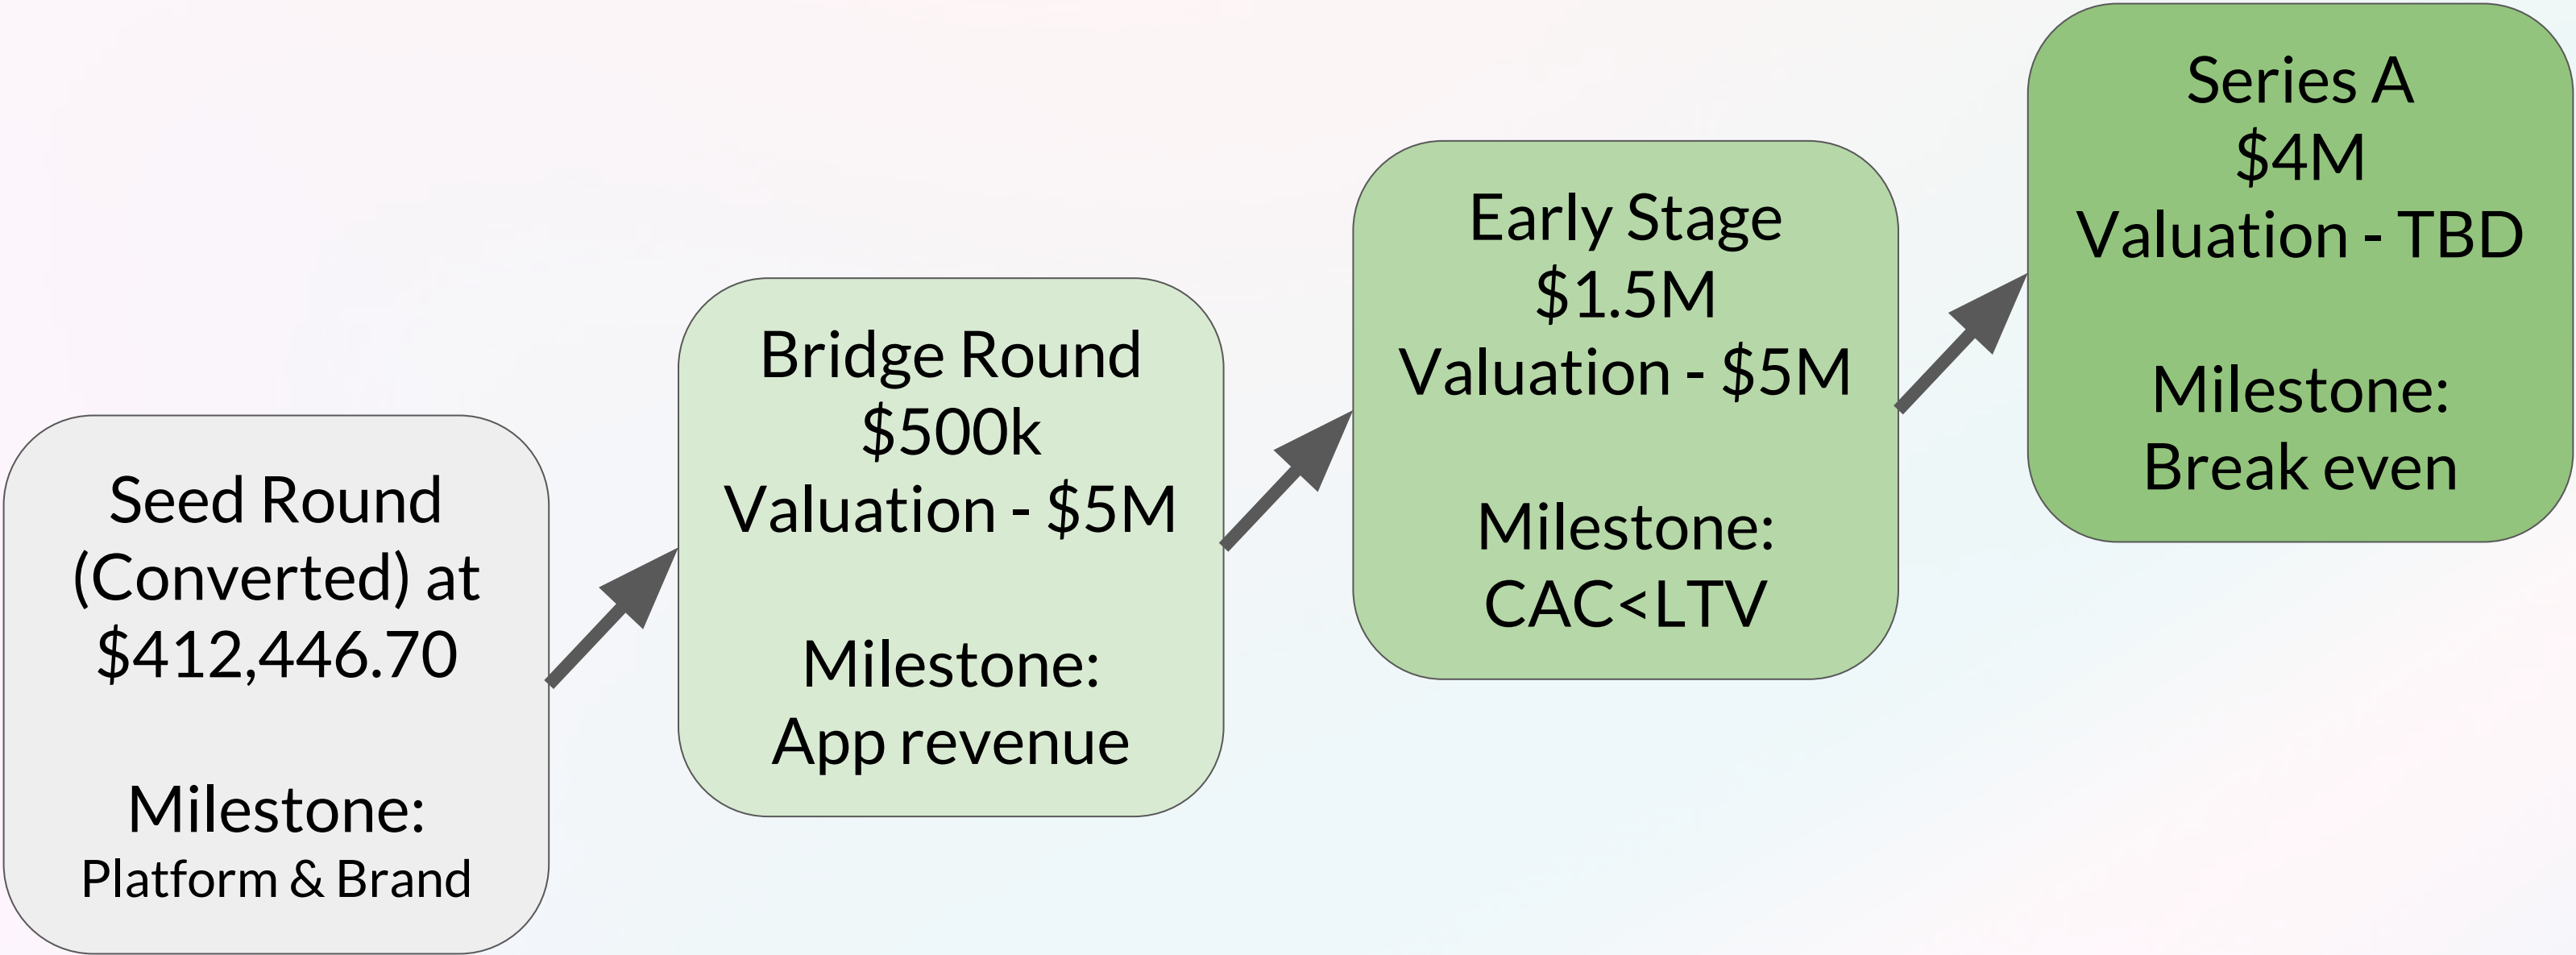 Seed Round
(Converted) at
$412,446.70
Milestone:
Platform & Brand
Bridge Round
$500k
Valuation - $5M
Milestone:
App revenue
Early Stage
$1.5M
Valuation - $5M
Milestone:
CAC<LTV
Series A
$4M
Valuation - TBD
Milestone:
Break even